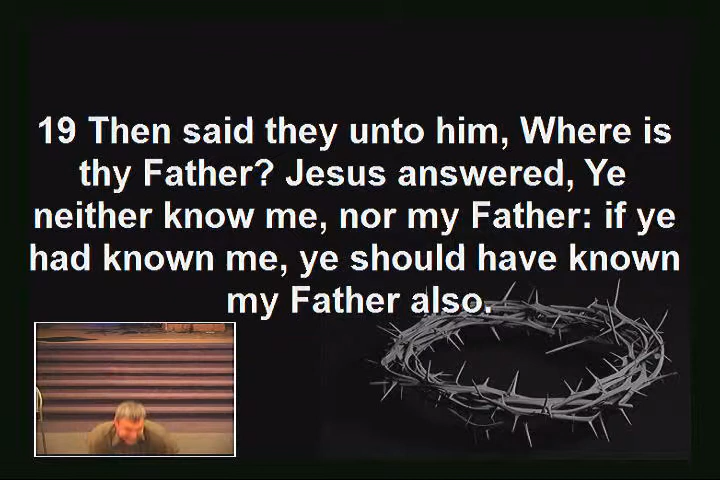 19 Then said they unto him, Where is
thy Father? Jesus answered, Ye
neither know me, nor my Father: if ye
had known me, ye should have known
my Father also.